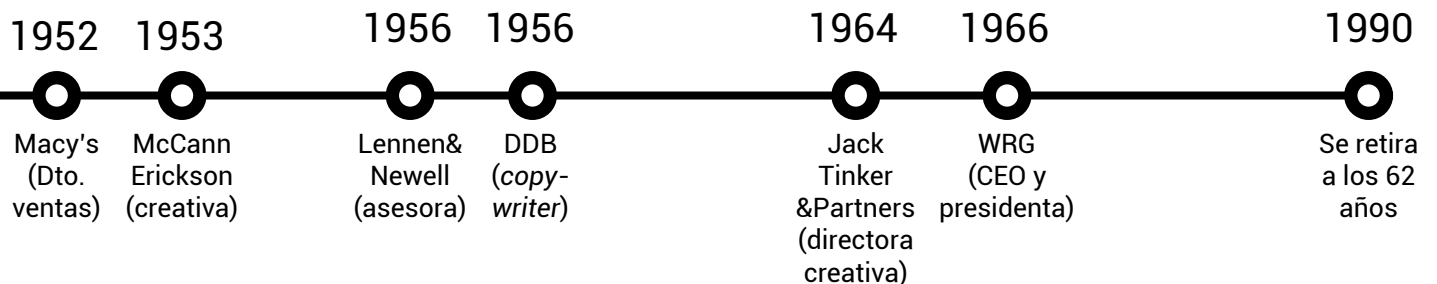 1952
Macy's
(Dto.
ventas)
1953
McCann
Erickson
(creativa)
1956
Lennen&
Newell
(asesora)
1956
DDB
(copy-
writer)
1964
Jack
Tinker
&Partners
(directora
creativa)
1966
WRG
(CEO y
presidenta)
1990
Se retira
a los 62
años